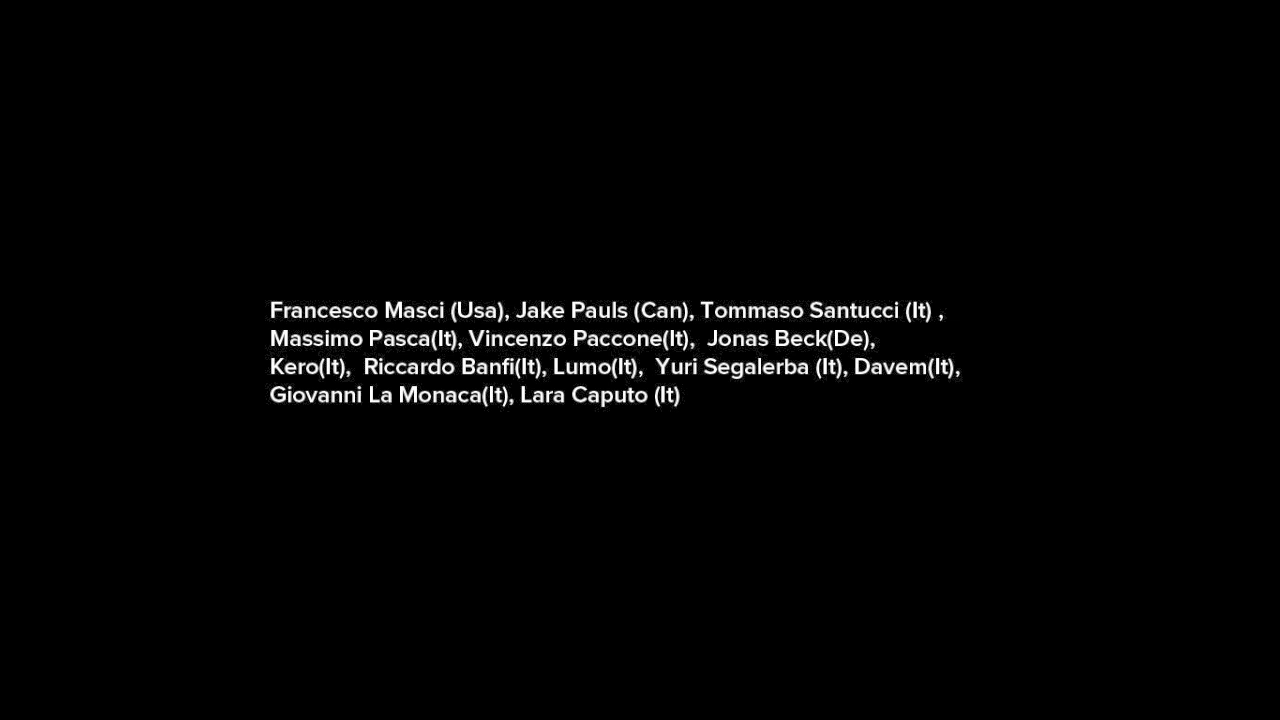 Francesco Masci (Usa), Jake Pauls (Can), Tommaso Santucci (It) ,
Massimo Pasca(It), Vincenzo Paccone(It),  Jonas Beck(De),
Kero(It),  Riccardo Banfi(It), Lumo(It),  Yuri Segalerba (It), Davem(It),
Giovanni La Monaca(It), Lara Caputo (It)